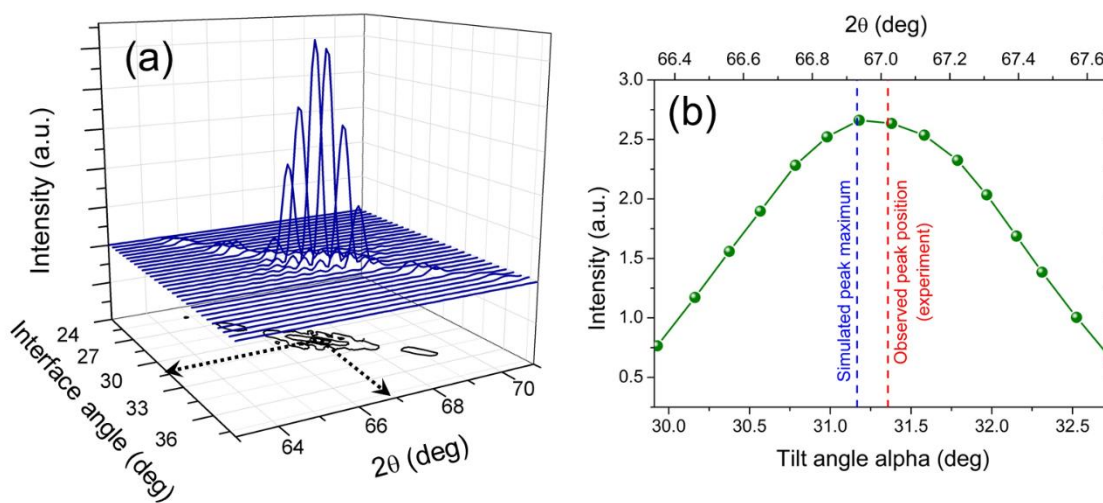 (a)
Intensity (a.u.)
24
27
30
33
36
Interface angle (deg)
64
66
68
70
2θ (deg)
2θ (deg)
66.4 66.6 66.8 67.0 67.2 67.4 67.6
(b)
3.0
2.5
2.0
1.5
1.0
0.5
Intensity (a.u.)
Simulated peak maximum
Observed peak position
(experiment)
30.0 30.5 31.0 31.5 32.0 32.5
Tilt angle alpha (deg)